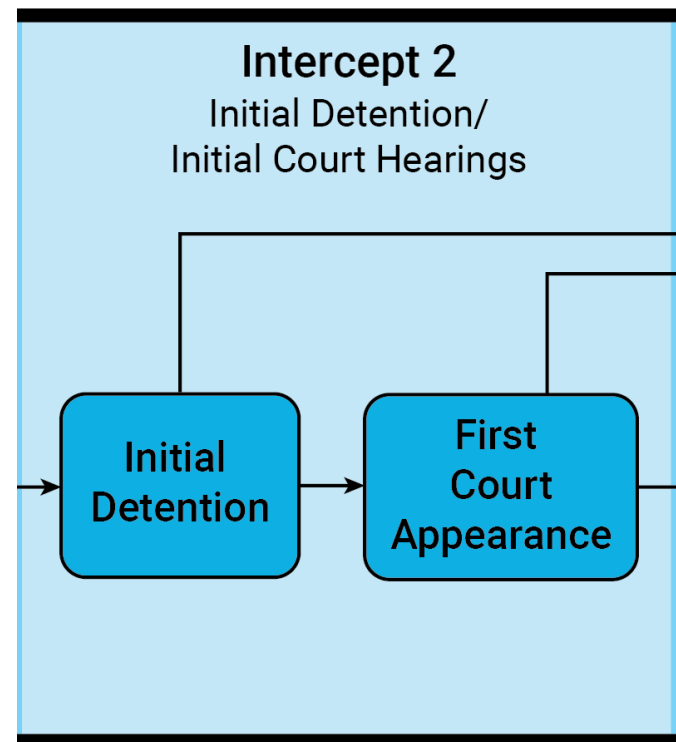 Intercept 2
Initial Detention/
Initial Court Hearings
Initial
Detention
First
Court
Appearance